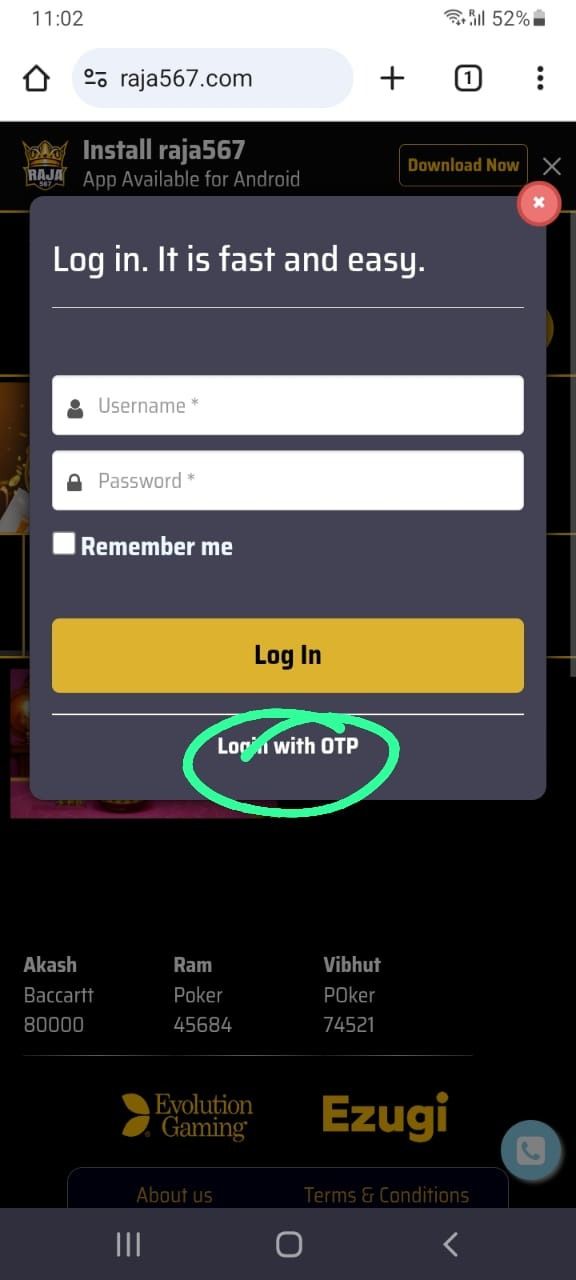 11:02
R 52%
raja567.com
1
Install raja567
App Available for Android
Download Now
RAJA
567
Log in. It is fast and easy.
Username *
Password *
Remember me
Log In
Login with OTP
Akash Ram Vibhut
Baccartt Poker POker
80000 45684 74521
Evolution
Gaming
Ezugi
About us Terms & Conditions